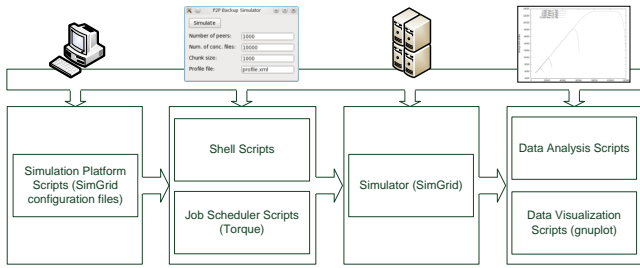 P2P Backup Simulator
Simulate
Number of peers:
1000
Num. of conc. files:
10000
Chunk size:
1000
Profile file:
profile.xml
Simulation Platform
Scripts (SimGrid
configuration files)
Shell Scripts
Job Scheduler Scripts
(Torque)
Simulator (SimGrid)
Data Analysis Scripts
Data Visualization
Scripts (gnuplot)